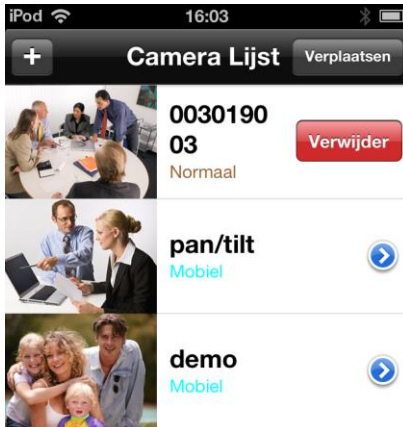 iPod 16:03
+ Camera Lijst Verplaatsen
0030190
03
Normaal
Verwijder
pan/tilt
Mobiel
demo
Mobiel